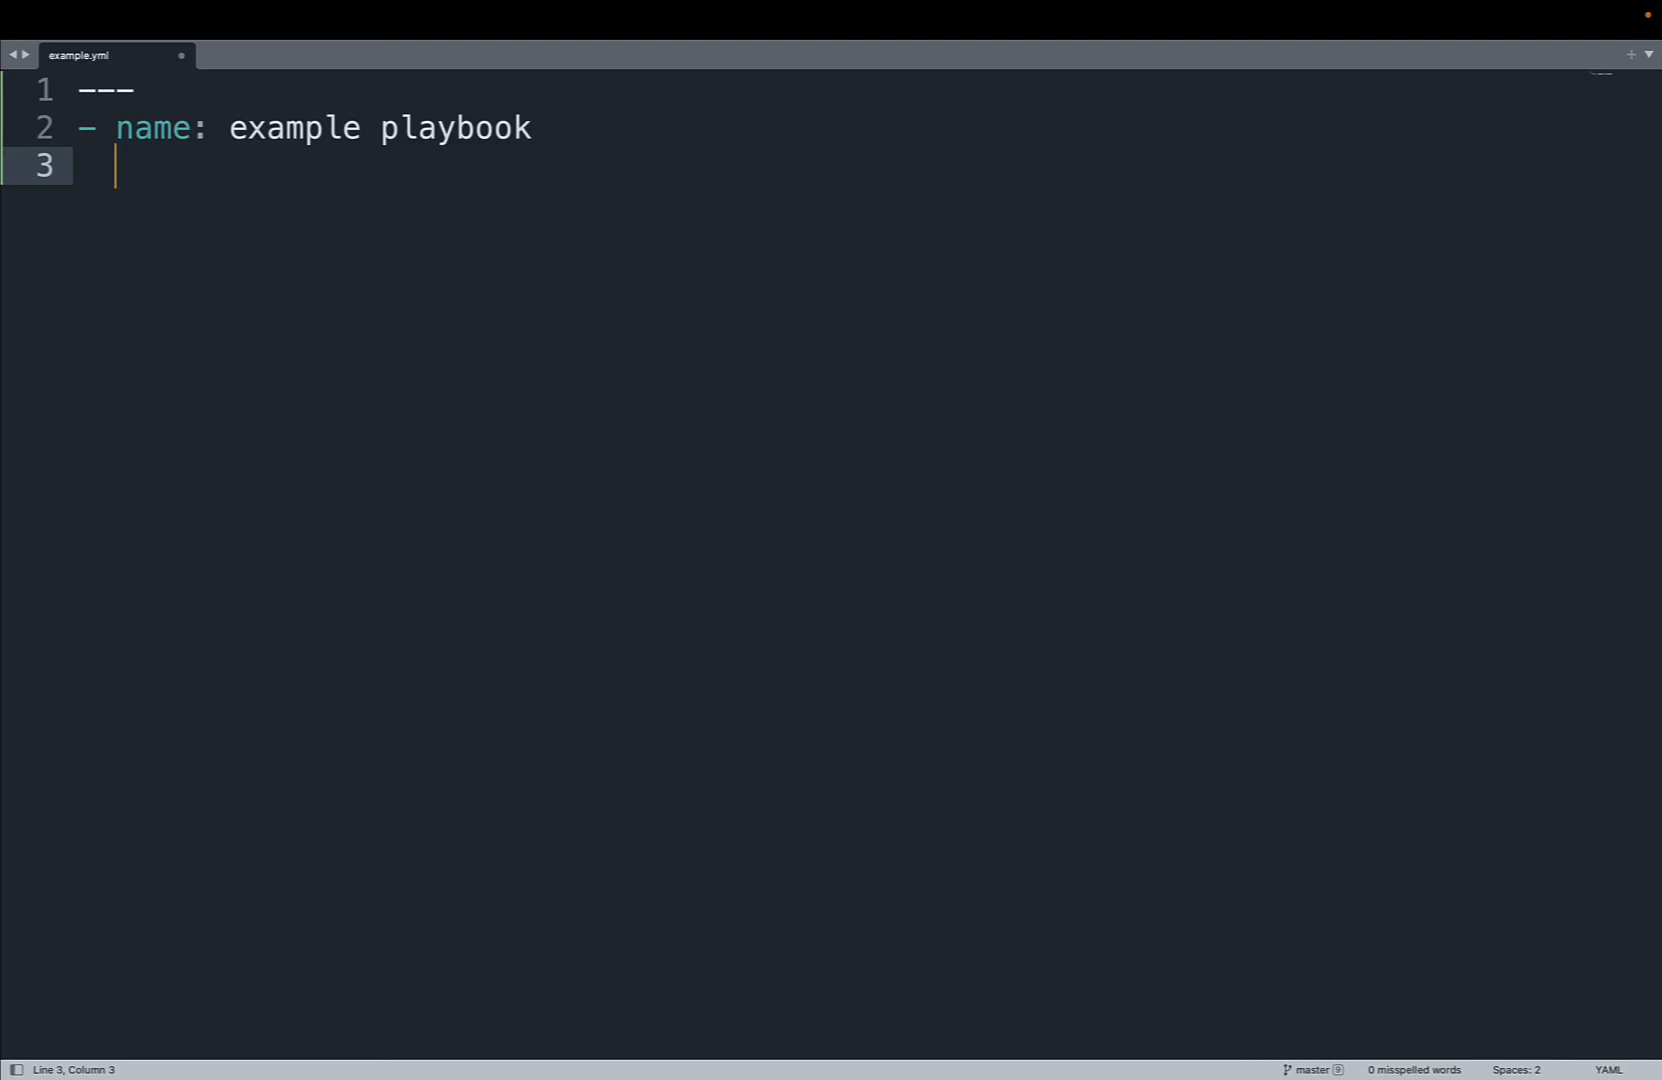 example.yml
1 ---
2 - name: example playbook
3
Line 3, Column 3
master 9
0 misspelled words
Spaces: 2
YAML